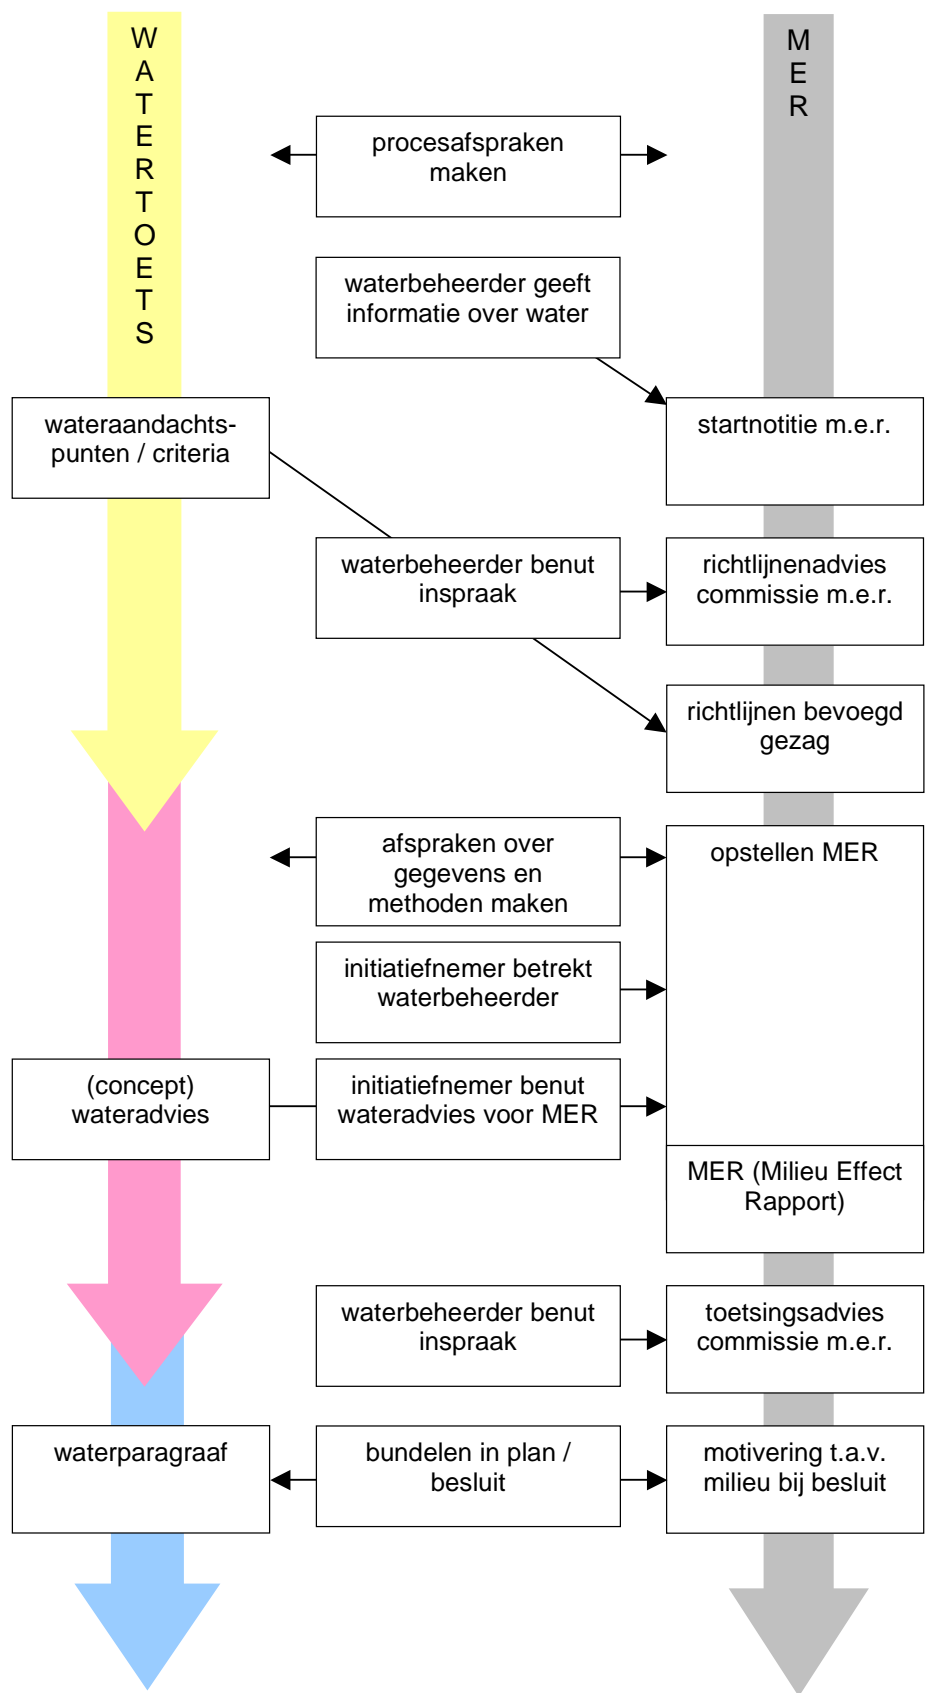 W
A
T
E
R
T
O
E
T
S
M
E
R
procesafspraken
maken
waterbeheerder geeft
informatie over water
wateraandachts-
punten / criteria
startnotitie m.e.r.
waterbeheerder benut
inspraak
richtlijnenadvies
commissie m.e.r.
richtlijnen bevoegd
gezag
afspraken over
gegevens en
methoden maken
opstellen MER
initiatiefnemer betrekt
waterbeheerder
(concept)
wateradvies
initiatiefnemer benut
wateradvies voor MER
MER (Milieu Effect
Rapport)
waterbeheerder benut
inspraak
toetsingsadvies
commissie m.e.r.
waterparagraaf
bundelen in plan /
besluit
motivering t.a.v.
milieu bij besluit